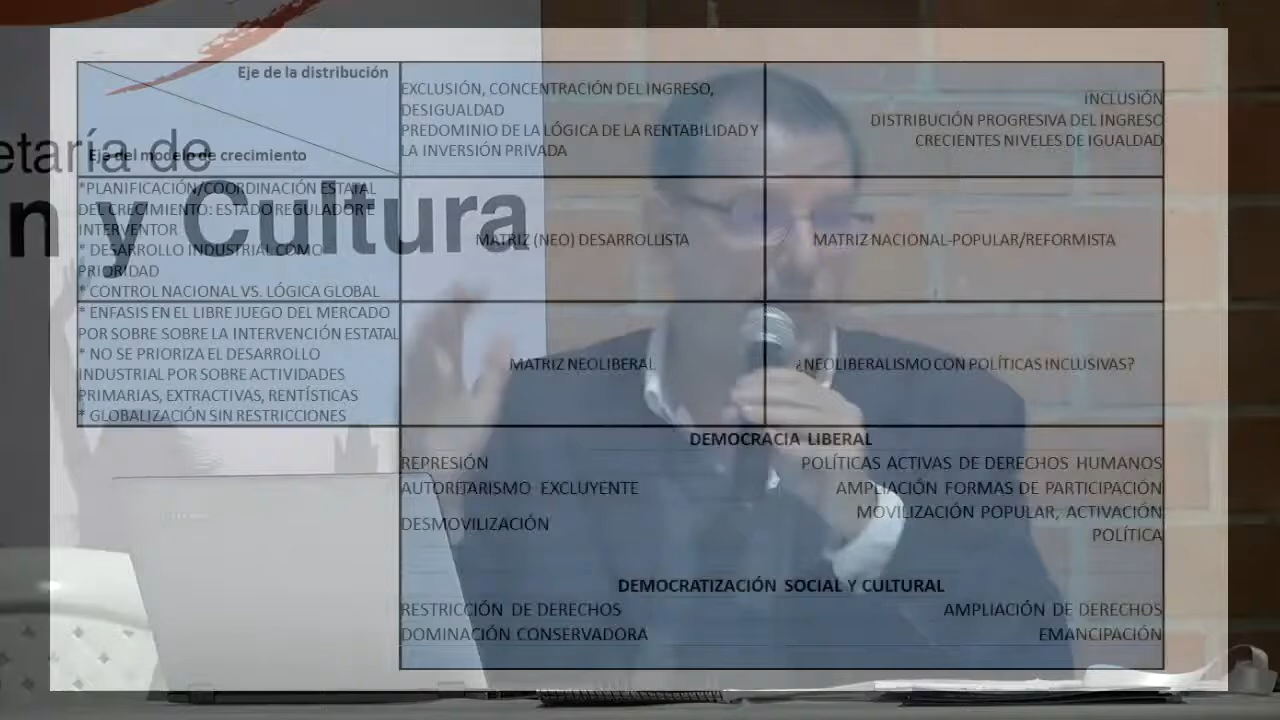 Eje de la distribución
Eje del modelo de crecimiento
EXCLUSIÓN, CONCENTRACIÓN DEL INGRESO,
DESIGUALDAD
PREDOMINIO DE LA LÓGICA DE LA RENTABILIDAD Y
LA INVERSIÓN PRIVADA
INCLUSIÓN
DISTRIBUCIÓN PROGRESIVA DEL INGRESO
CRECIENTES NIVELES DE IGUALDAD
etaría de
n y Cultura
*PLANIFICACIÓN/COORDINACIÓN ESTATAL
DEL CRECIMIENTO: ESTADO REGULADOR E
INTERVENTOR
* DESARROLLO INDUSTRIAL COMO
PRIORIDAD
* CONTROL NACIONAL VS. LÓGICA GLOBAL
MATRIZ (NEO) DESARROLLISTA
MATRIZ NACIONAL-POPULAR/REFORMISTA
* ENFASIS EN EL LIBRE JUEGO DEL MERCADO
POR SOBRE SOBRE LA INTERVENCIÓN ESTATAL
* NO SE PRIORIZA EL DESARROLLO
INDUSTRIAL POR SOBRE ACTIVIDADES
PRIMARIAS, EXTRACTIVAS, RENTÍSTICAS
* GLOBALIZACIÓN SIN RESTRICCIONES
MATRIZ NEOLIBERAL
¿NEOLIBERALISMO CON POLÍTICAS INCLUSIVAS?
DEMOCRACIA LIBERAL
REPRESIÓN
POLÍTICAS ACTIVAS DE DERECHOS HUMANOS
AUTORITARISMO EXCLUYENTE
AMPLIACIÓN FORMAS DE PARTICIPACIÓN
DESMOVILIZACIÓN
MOVILIZACIÓN POPULAR, ACTIVACIÓN
POLÍTICA
DEMOCRATIZACIÓN SOCIAL Y CULTURAL
RESTRICCIÓN DE DERECHOS
AMPLIACIÓN DE DERECHOS
DOMINACIÓN CONSERVADORA
EMANCIPACIÓN